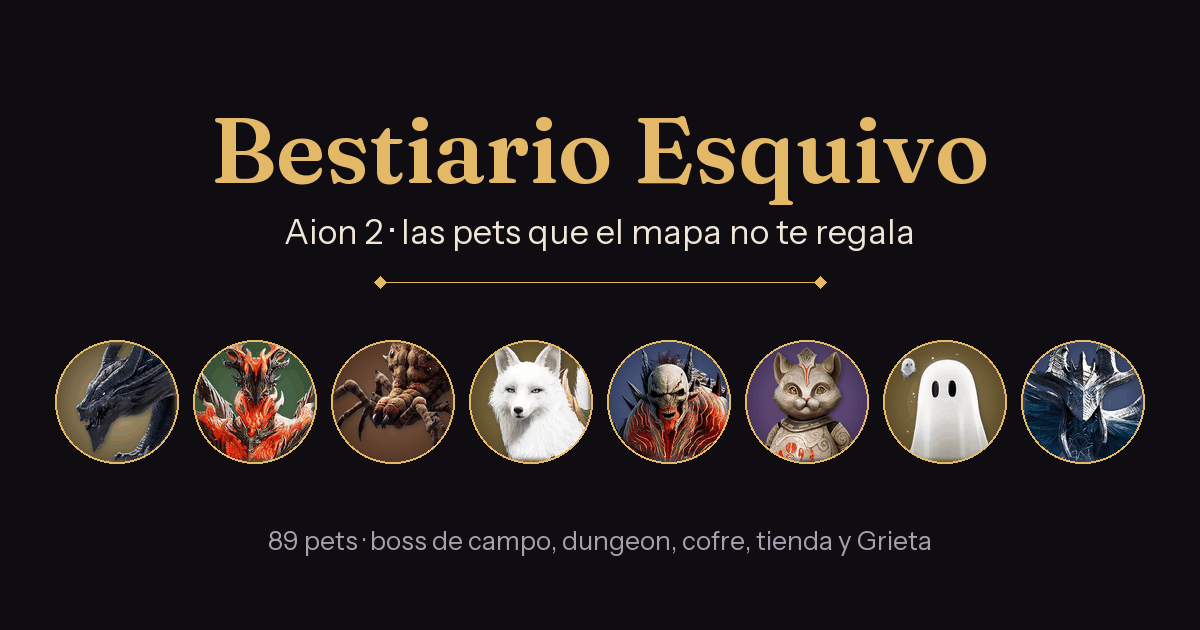 Bestiario Esquivo
Aion 2 · las pets que el mapa no te regala
89 pets · boss de campo, dungeon, cofre, tienda y Grieta